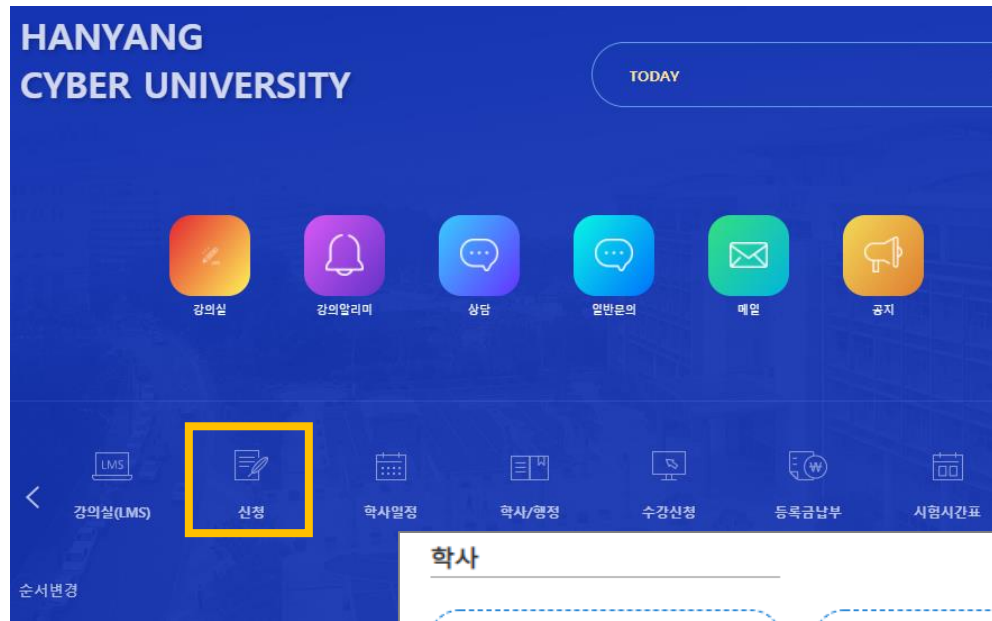 HANYANG
CYBER UNIVERSITY
TODAY
강의실
강의알리미
상담
일반문의
메일
공지
LMS
강의실(LMS)
신청
학사일정
학사/행정
수강신청
등록금납부
시험시간표
순서변경
학사